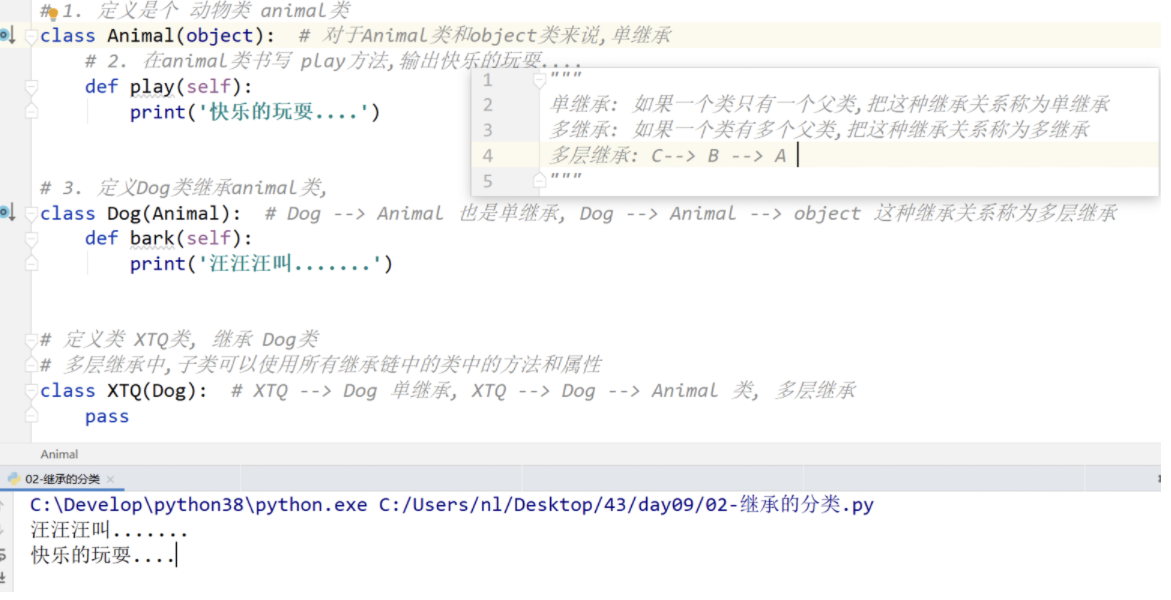 # 1. 定义是个 动物类 animal类
class Animal(object):  # 对于Animal类和object类来说,单继承
# 2. 在animal类书写 play方法,输出快乐的玩耍....
def play(self):
print('快乐的玩耍....')
1 """
2 单继承: 如果一个类只有一个父类,把这种继承关系称为单继承
3 多继承: 如果一个类有多个父类,把这种继承关系称为多继承
4 多层继承: C--> B --> A
5 """
# 3. 定义Dog类继承animal类,
class Dog(Animal):  # Dog --> Animal 也是单继承, Dog --> Animal --> object 这种继承关系称为多层继承
def bark(self):
print('汪汪汪叫.......')
# 定义类 XTQ类, 继承 Dog类
# 多层继承中,子类可以使用所有继承链中的类中的方法和属性
class XTQ(Dog):  # XTQ --> Dog 单继承, XTQ --> Dog --> Animal 类, 多层继承
pass
Animal
02-继承的分类
C:\Develop\python38\python.exe C:/Users/nl/Desktop/43/day09/02-继承的分类.py
汪汪汪叫.......
快乐的玩耍....